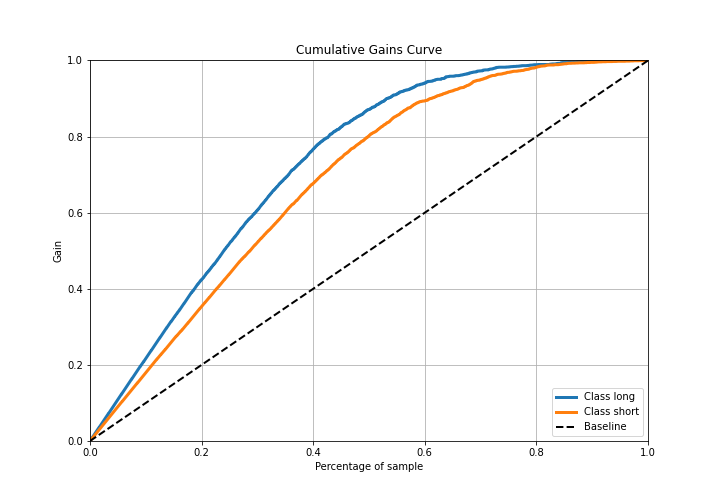 Cumulative Gains Curve
1.0
0.8
0.6
0.4
0.2
0.0
Gain
0.0 0.2 0.4 0.6 0.8 1.0
Percentage of sample
Class long
Class short
Baseline